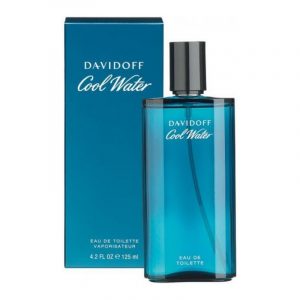 DAVIDOFF
Cool Water
EAU DE TOILETTE
VAPORISATEUR
4.2 FL OZ ℮ 125 ml
DAVIDOFF
Cool Water
EAU DE
TOILETTE